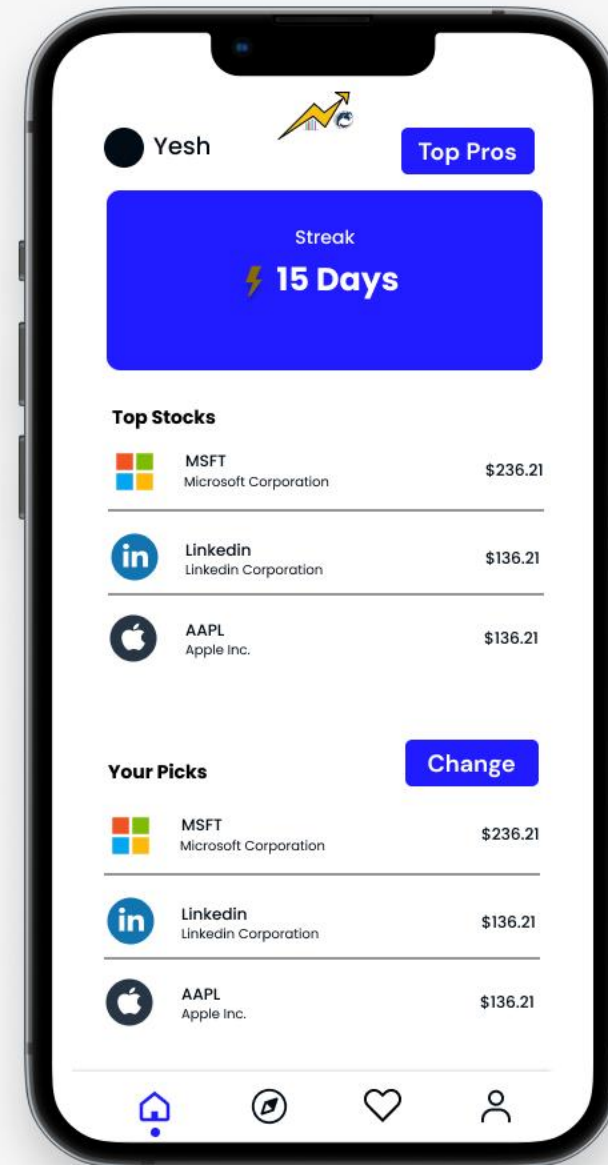 Yesh
Top Pros
Streak
15 Days
Top Stocks
MSFT
Microsoft Corporation
$236.21
Linkedin
Linkedin Corporation
$136.21
AAPL
Apple Inc.
$136.21
Your Picks
Change
MSFT
Microsoft Corporation
$236.21
Linkedin
Linkedin Corporation
$136.21
AAPL
Apple Inc.
$136.21